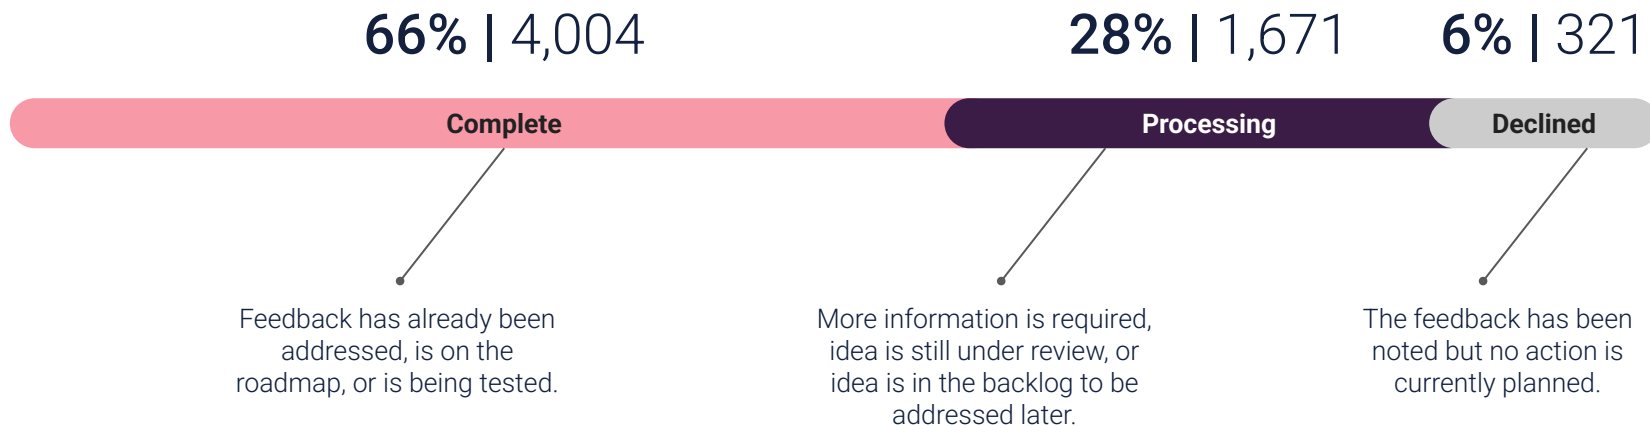 66% | 4,004
28% | 1,671
6% | 321
Complete
Processing
Declined
Feedback has already been
addressed, is on the
roadmap, or is being tested.
More information is required,
idea is still under review, or
idea is in the backlog to be
addressed later.
The feedback has been
noted but no action is
currently planned.